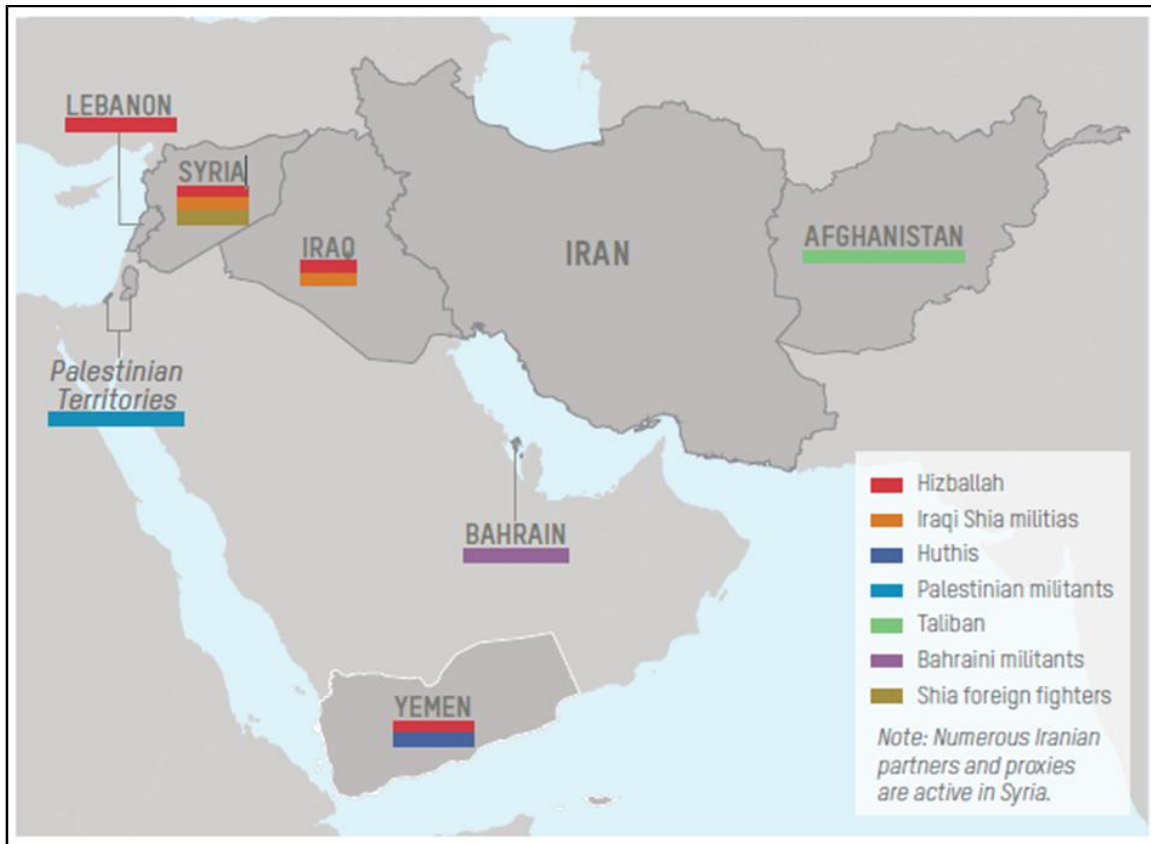 LEBANON
SYRIA
IRAQ
IRAN
AFGHANISTAN
Palestinian
Territories
BAHRAIN
YEMEN
Hizballah
Iraqi Shia militias
Huthis
Palestinian militants
Taliban
Bahraini militants
Shia foreign fighters
Note: Numerous Iranian
partners and proxies
are active in Syria.